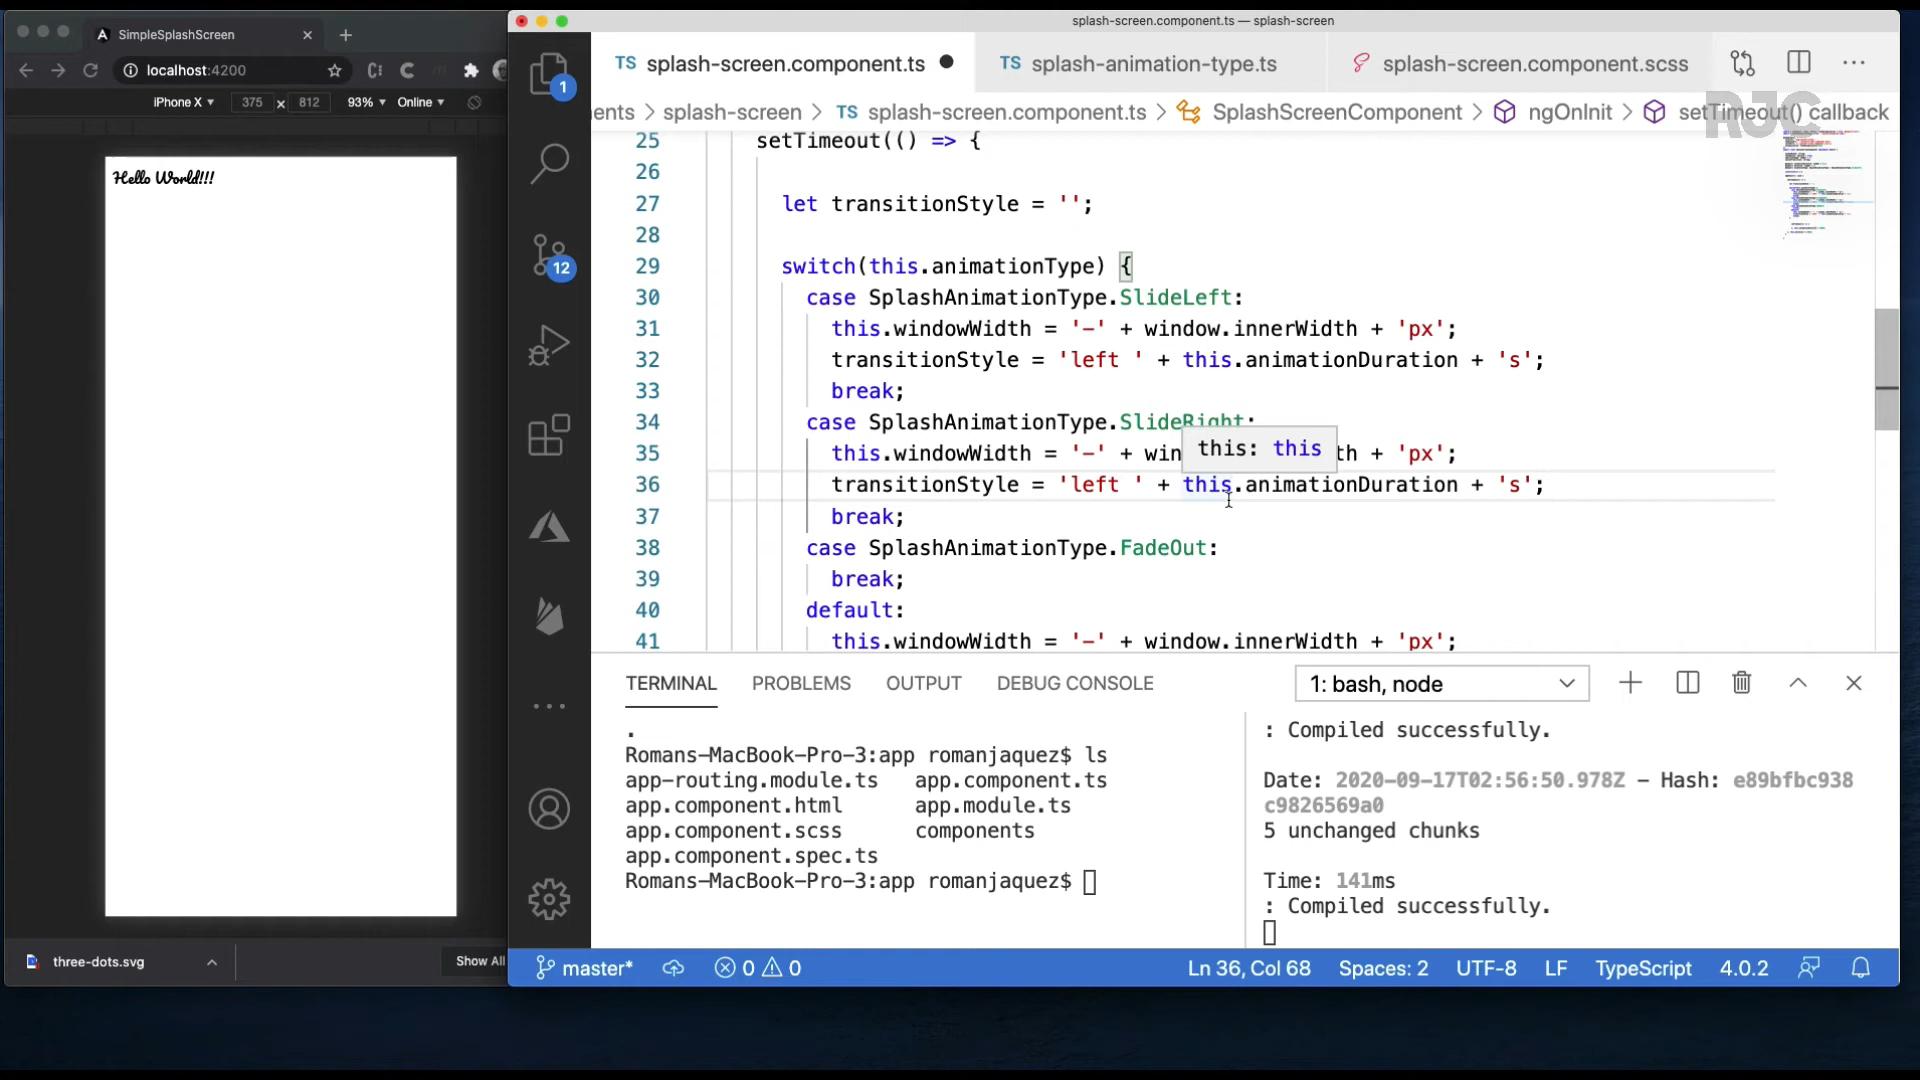 SimpleSplashScreen
localhost:4200
iPhone X ▾ 375 × 812 93% ▾ Online ▾
Hello World!!!
three-dots.svg
Show All
splash-screen.component.ts — splash-screen
TS splash-screen.component.ts ●
TS splash-animation-type.ts
splash-screen.component.scss
ents > splash-screen > TS splash-screen.component.ts > SplashScreenComponent > ngOnInit > setTimeout() callback
RJC
1
12
25 setTimeout(() => {
26
27 let transitionStyle = '';
28
29 switch(this.animationType) {
30 case SplashAnimationType.SlideLeft:
31 this.windowWidth = '-' + window.innerWidth + 'px';
32 transitionStyle = 'left ' + this.animationDuration + 's';
33 break;
34 case SplashAnimationType.SlideRight:
this: this
35 this.windowWidth = '-' + win th + 'px';
36 transitionStyle = 'left ' + this.animationDuration + 's';
37 break;
38 case SplashAnimationType.FadeOut:
39 break;
40 default:
41 this.windowWidth = '-' + window.innerWidth + 'px';
TERMINAL PROBLEMS OUTPUT DEBUG CONSOLE
1: bash, node
.
Romans-MacBook-Pro-3:app romanjaquez$ ls
app-routing.module.ts app.component.ts
app.component.html app.module.ts
app.component.scss components
app.component.spec.ts
Romans-MacBook-Pro-3:app romanjaquez$
: Compiled successfully.
Date: 2020-09-17T02:56:50.978Z - Hash: e89bfbc938
c9826569a0
5 unchanged chunks
Time: 141ms
: Compiled successfully.
master* 0 0
Ln 36, Col 68 Spaces: 2 UTF-8 LF TypeScript 4.0.2